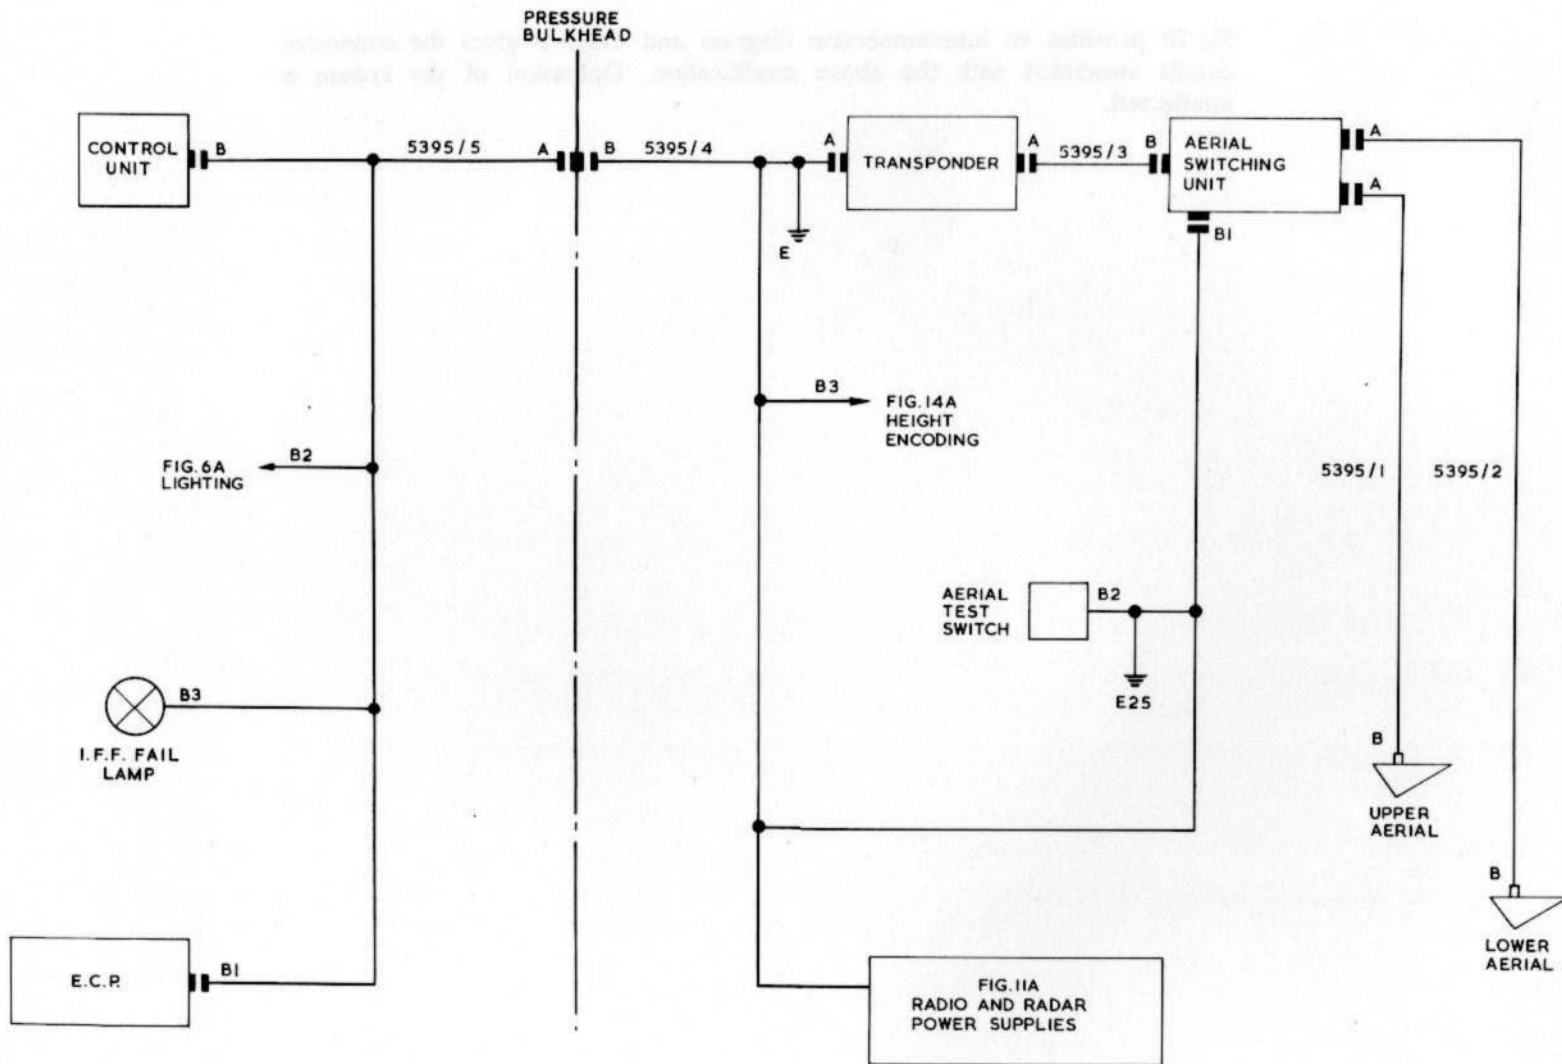 PRESSURE
BULKHEAD
CONTROL
UNIT
B
5395/5
A
B
5395/4
E
A
TRANSPONDER
A
5395/3
B
AERIAL
SWITCHING
UNIT
A
A
B1
B3
FIG.14A
HEIGHT
ENCODING
B2
FIG.6A
LIGHTING
5395/1
5395/2
AERIAL
TEST
SWITCH
B2
E25
B3
I.F.F. FAIL
LAMP
B
UPPER
AERIAL
B
LOWER
AERIAL
E.C.P.
B1
FIG.11A
RADIO AND RADAR
POWER SUPPLIES